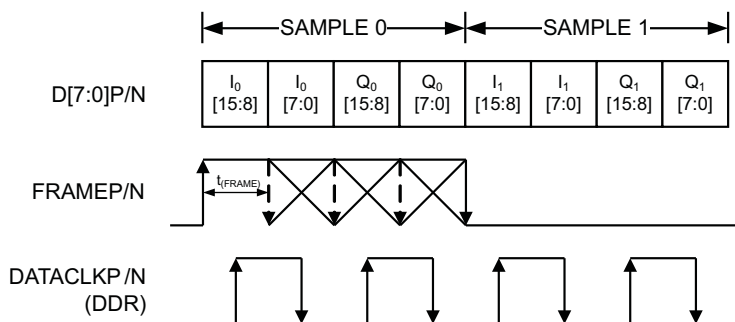 SAMPLE 0 SAMPLE 1
D[7:0]P/N
I0 I0 Q0 Q0 I1 I1 Q1 Q1
[15:8] [7:0] [15:8] [7:0] [15:8] [7:0] [15:8] [7:0]
t(FRAME)
FRAMEP/N
DATACLKP/N
(DDR)